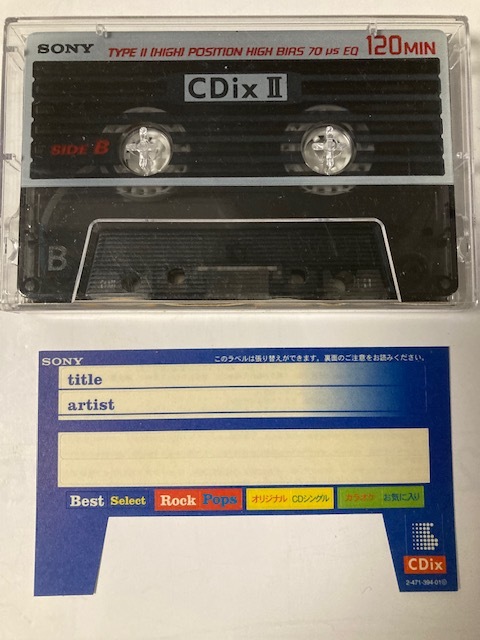 SONY TYPE II (HIGH) POSITION HIGH BIAS 70 µs EQ 120MIN
CDix II
SIDE B
B
SONY このラベルは張り替えができます。裏面のご注意をお読みください。
title
artist
Best Select Rock Pops オリジナル CDシングル カラオケ お気に入り
B
CDix
2-471-394-01①